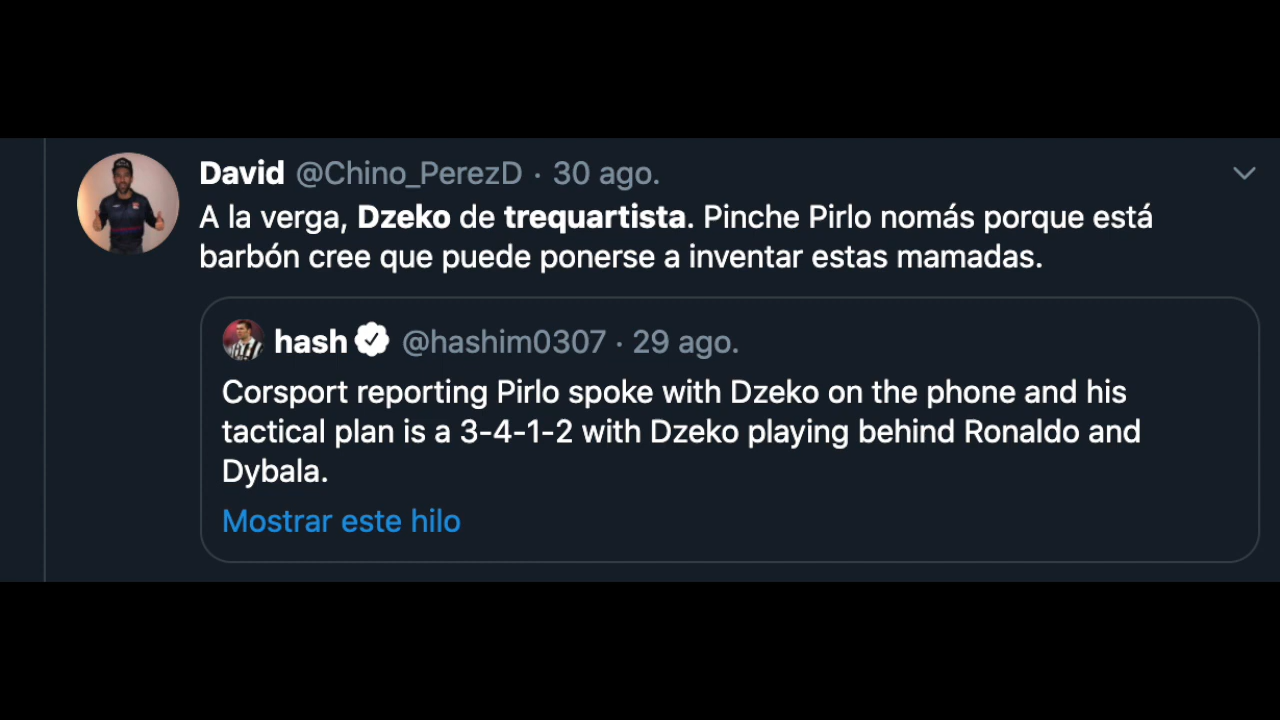 David @Chino_PerezD · 30 ago.
A la verga, Dzeko de trequartista. Pinche Pirlo nomás porque está
barbón cree que puede ponerse a inventar estas mamadas.
hash @hashim0307 · 29 ago.
Corsport reporting Pirlo spoke with Dzeko on the phone and his
tactical plan is a 3-4-1-2 with Dzeko playing behind Ronaldo and
Dybala.
Mostrar este hilo